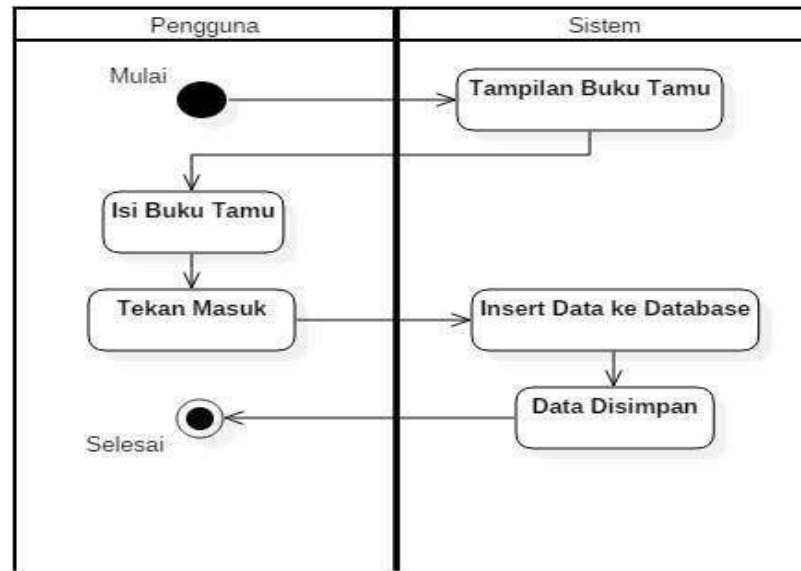 Pengguna
Sistem
Mulai
Tampilan Buku Tamu
Isi Buku Tamu
Tekan Masuk
Insert Data ke Database
Data Disimpan
Selesai